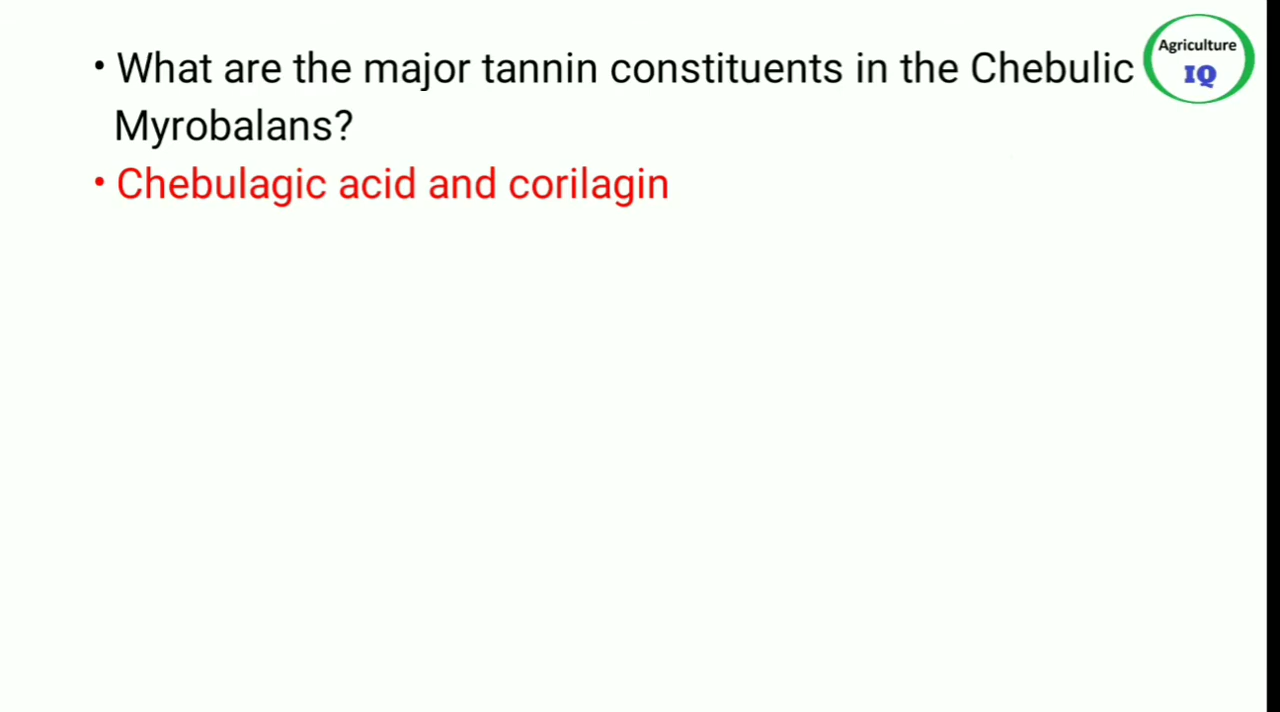 • What are the major tannin constituents in the Chebulic
Myrobalans?
• Chebulagic acid and corilagin
Agriculture
IQ